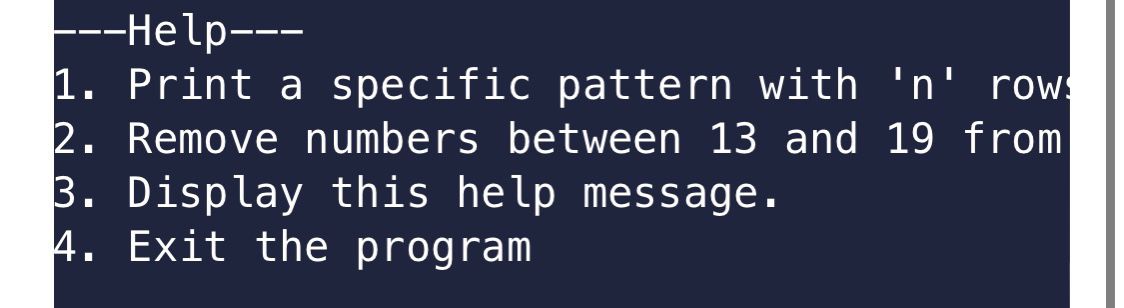 ---Help---
1. Print a specific pattern with 'n' rows
2. Remove numbers between 13 and 19 from
3. Display this help message.
4. Exit the program